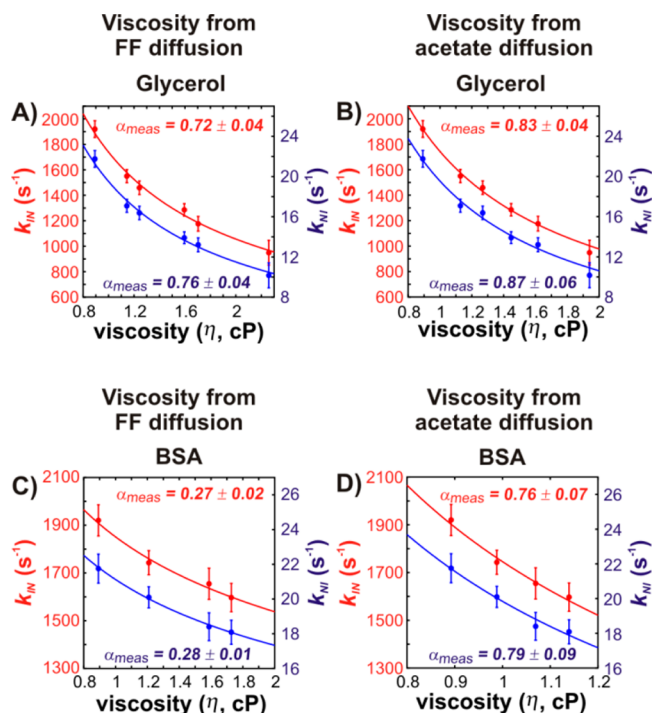 Viscosity from
FF diffusion
Glycerol
A)
2000
1800
1600
1400
1200
1000
800
600
k_IN (s⁻¹)
α_meas = 0.72 ± 0.04
α_meas = 0.76 ± 0.04
24
20
16
12
8
k_NI (s⁻¹)
0.8 1.2 1.6 2 2.4
viscosity (η, cP)
Viscosity from
acetate diffusion
Glycerol
B)
2000
1800
1600
1400
1200
1000
800
600
k_IN (s⁻¹)
α_meas = 0.83 ± 0.04
α_meas = 0.87 ± 0.06
24
20
16
12
8
k_NI (s⁻¹)
0.8 1 1.2 1.4 1.6 1.8 2
viscosity (η, cP)
Viscosity from
FF diffusion
BSA
C)
2100
1900
1700
1500
1300
k_IN (s⁻¹)
α_meas = 0.27 ± 0.02
α_meas = 0.28 ± 0.01
26
24
22
20
18
16
k_NI (s⁻¹)
0.8 1 1.2 1.4 1.6 1.8 2
viscosity (η, cP)
Viscosity from
acetate diffusion
BSA
D)
2100
1900
1700
1500
1300
k_IN (s⁻¹)
α_meas = 0.76 ± 0.07
α_meas = 0.79 ± 0.09
26
24
22
20
18
16
k_NI (s⁻¹)
0.8 0.9 1 1.1 1.2
viscosity (η, cP)